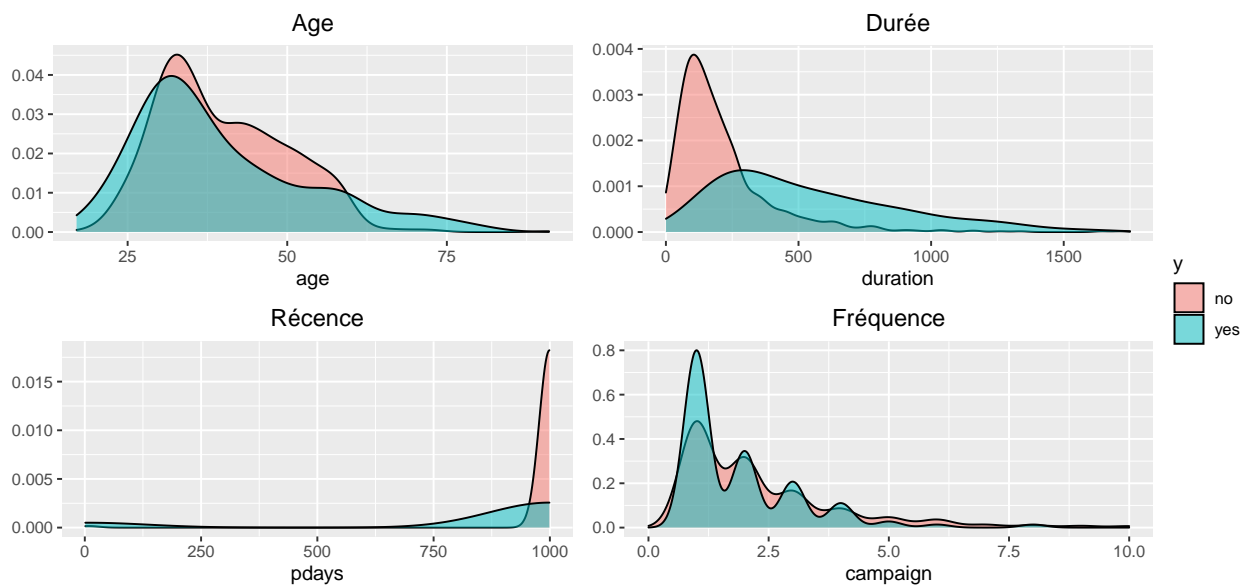 Age
0.04
0.03
0.02
0.01
0.00
25 50 75
age
Durée
0.004
0.003
0.002
0.001
0.000
0 500 1000 1500
duration
Récence
0.015
0.010
0.005
0.000
0 250 500 750 1000
pdays
Fréquence
0.8
0.6
0.4
0.2
0.0
0.0 2.5 5.0 7.5 10.0
campaign
y
no
yes